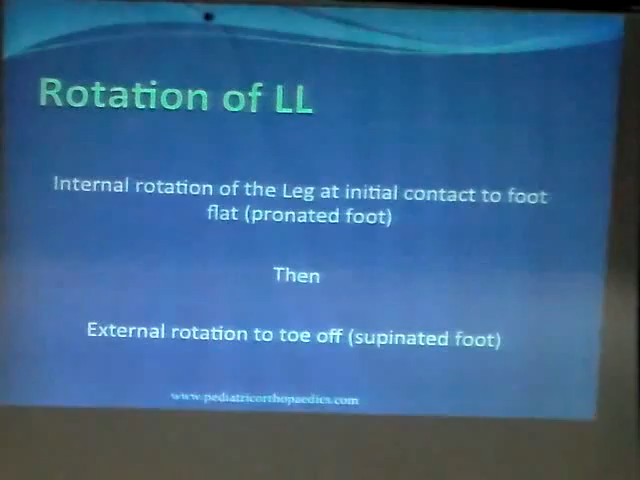 Rotation of LL
Internal rotation of the Leg at initial contact to foot
flat (pronated foot)
Then
External rotation to toe off (supinated foot)
www.pediatricorthopaedics.com